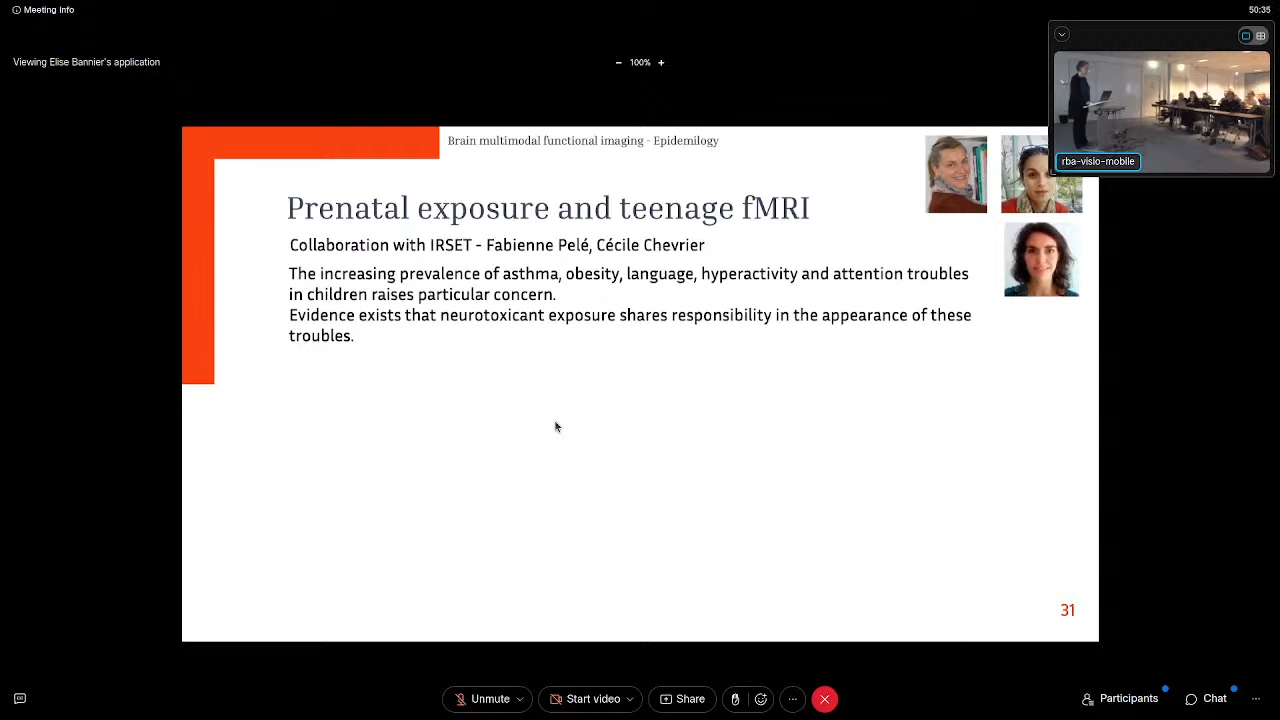 Meeting Info
50:35
Viewing Elise Bannier's application
100%
rba-visio-mobile
Brain multimodal functional imaging - Epidemilogy
Prenatal exposure and teenage fMRI
Collaboration with IRSET - Fabienne Pelé, Cécile Chevrier
The increasing prevalence of asthma, obesity, language, hyperactivity and attention troubles
in children raises particular concern.
Evidence exists that neurotoxicant exposure shares responsibility in the appearance of these
troubles.
31
Unmute
Start video
Share
Participants
Chat